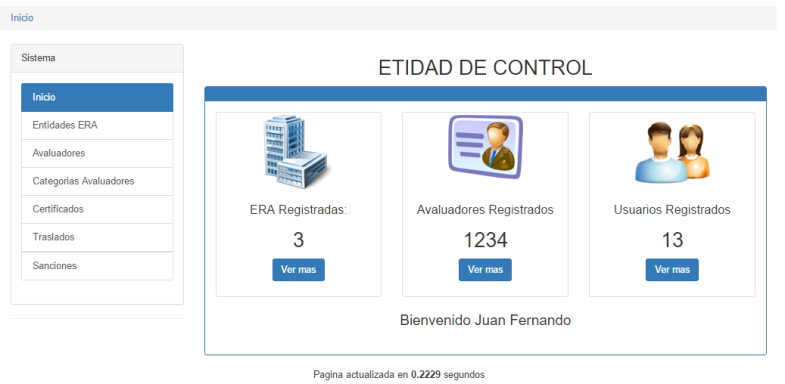 Inicio
Sistema
Inicio
Entidades ERA
Avaluadores
Categorias Avaluadores
Certificados
Traslados
Sanciones
ETIDAD DE CONTROL
ERA Registradas:
3
Ver mas
Avaluadores Registrados
1234
Ver mas
Usuarios Registrados
13
Ver mas
Bienvenido Juan Fernando
Pagina actualizada en 0.2229 segundos